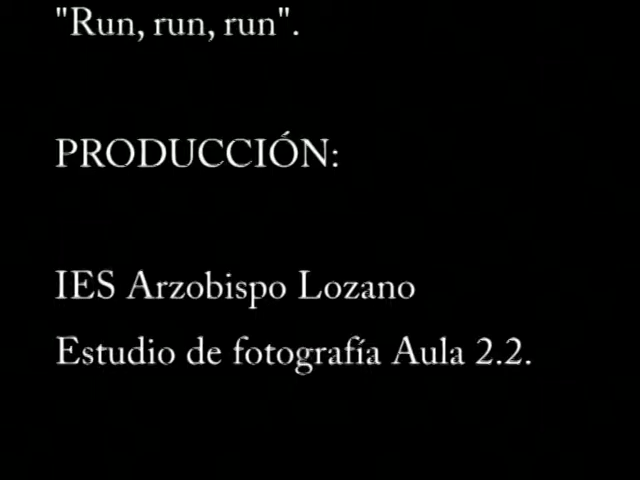 "Run, run, run".
PRODUCCIÓN:
IES Arzobispo Lozano
Estudio de fotografía Aula 2.2.